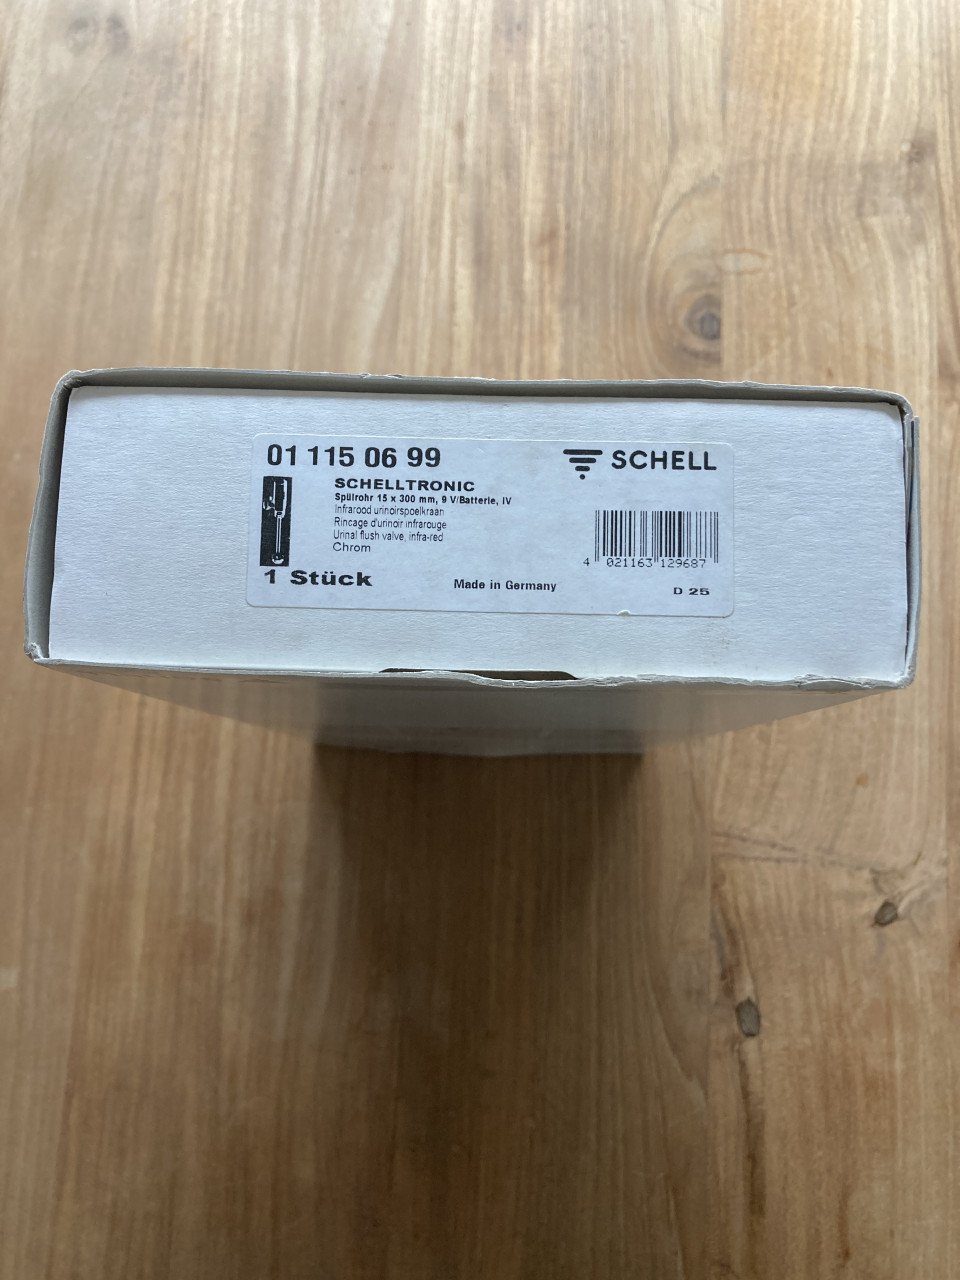 01 115 06 99
SCHELL
SCHELLTRONIC
Spülrohr 15 x 300 mm, 9 V/Batterie, IV
Infrarood urinoirspoelkraan
Rincage d'urinoir infrarouge
Urinal flush valve, infra-red
Chrom
4 021163 129687
1 Stück
Made in Germany
D 25